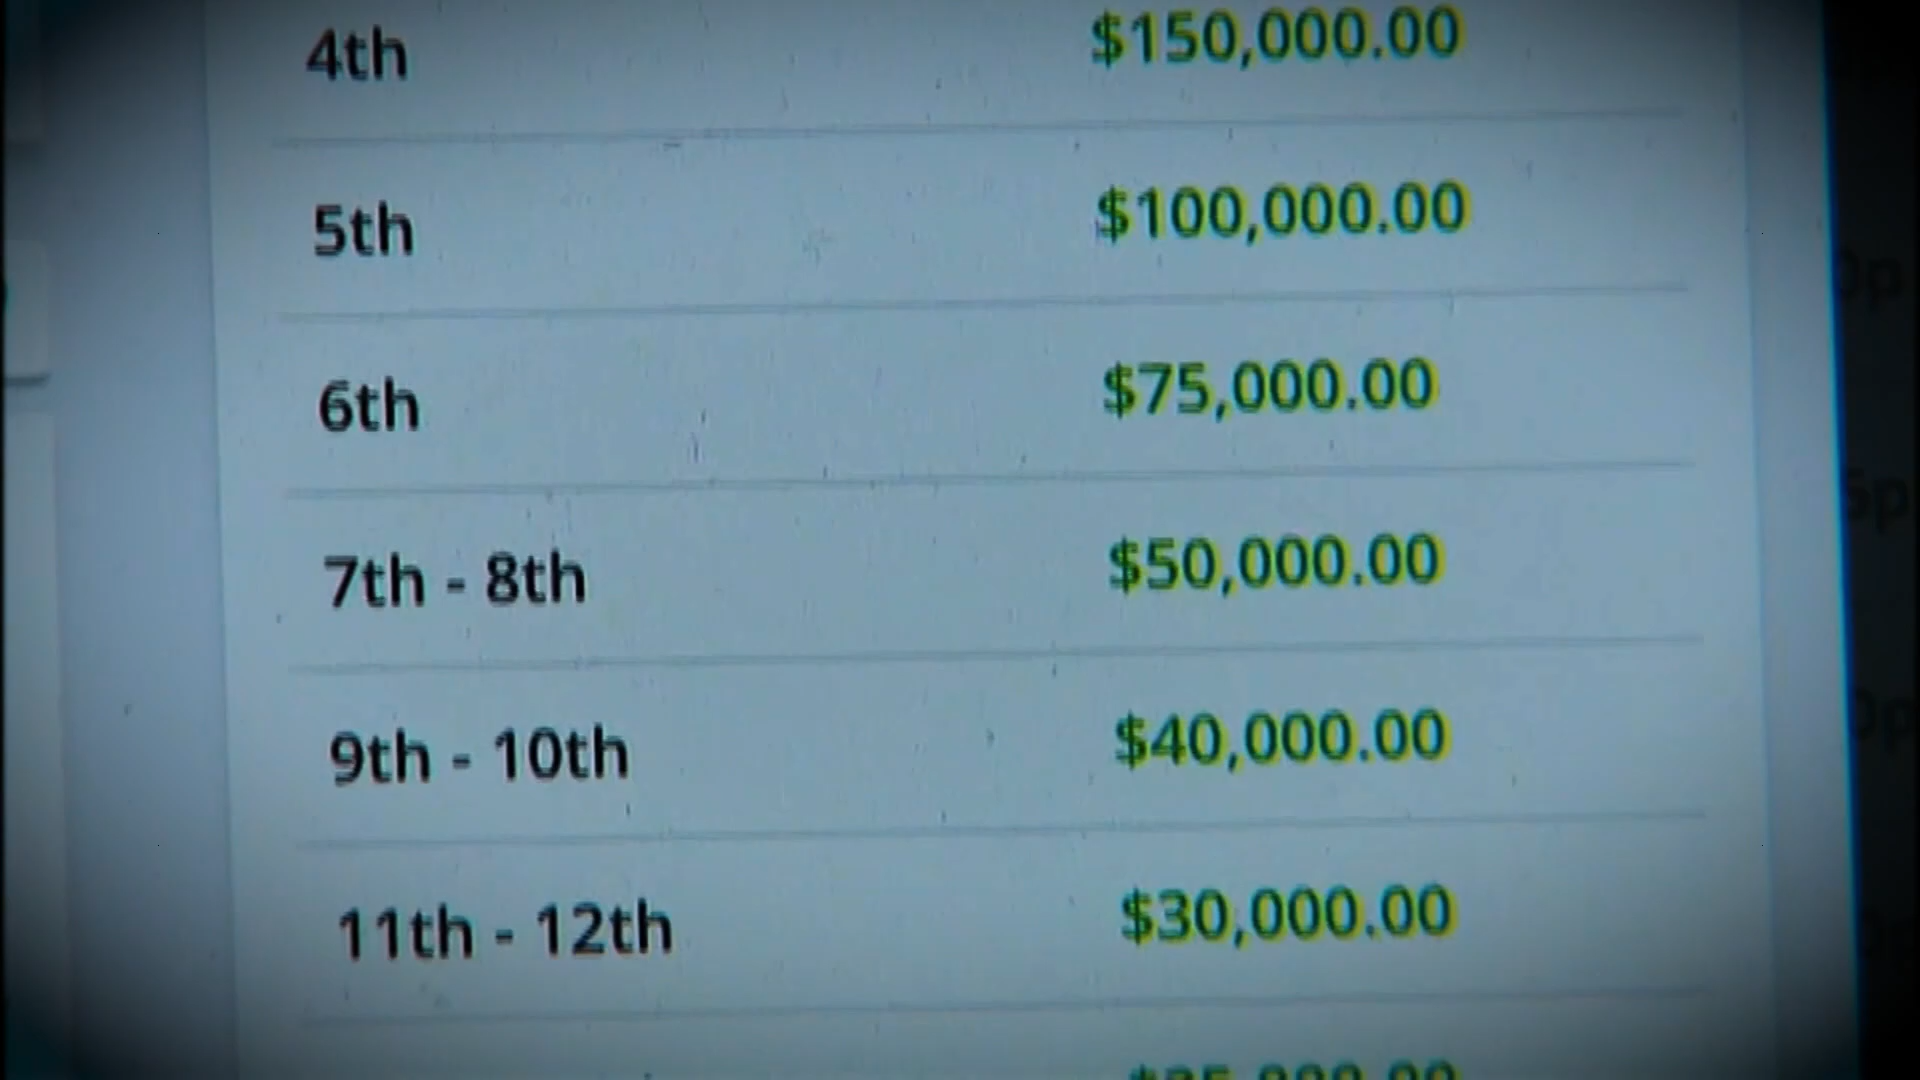 4th $150,000.00
5th $100,000.00
6th $75,000.00
7th - 8th $50,000.00
9th - 10th $40,000.00
11th - 12th $30,000.00